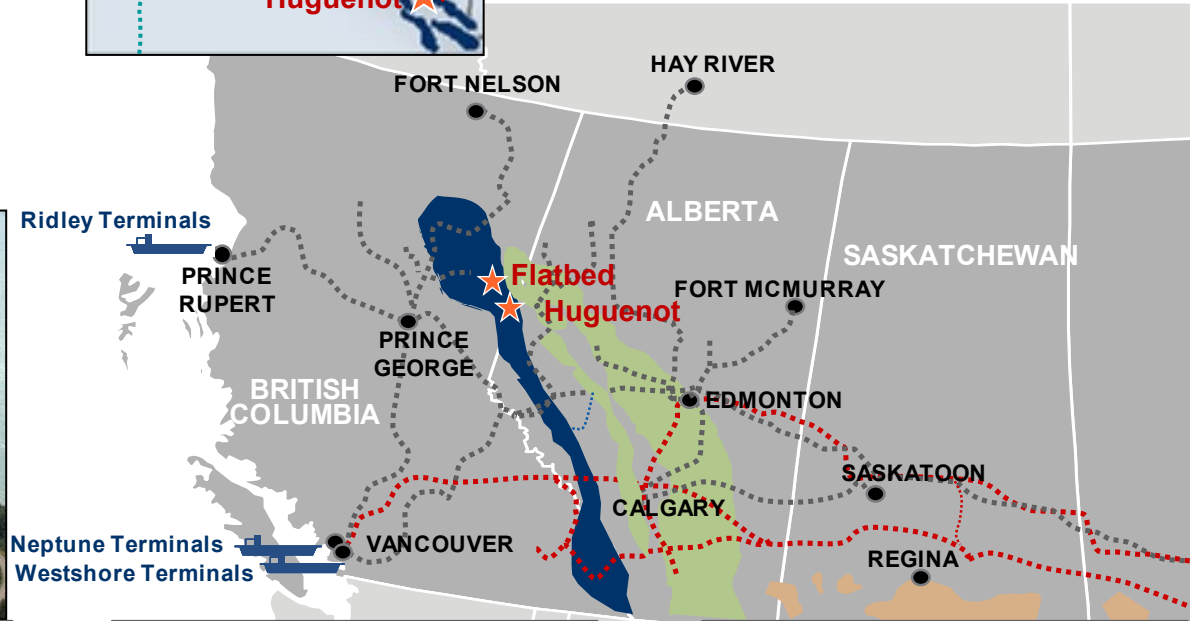 Huguenot
HAY RIVER
FORT NELSON
ALBERTA
Ridley Terminals
SASKATCHEWAN
PRINCE
RUPERT
Flatbed
FORT MCMURRAY
Huguenot
PRINCE
GEORGE
BRITISH
COLUMBIA
EDMONTON
SASKATOON
CALGARY
Neptune Terminals
VANCOUVER
Westshore Terminals
REGINA